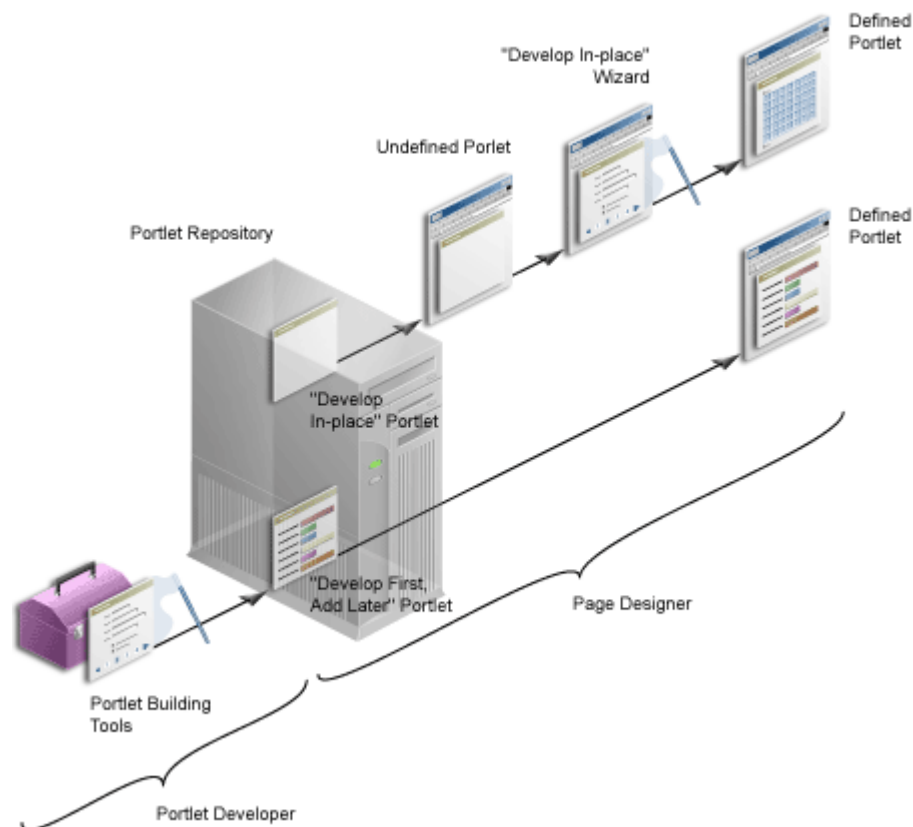 Defined
Portlet
"Develop In-place"
Wizard
Undefined Porlet
Portlet Repository
Defined
Portlet
"Develop
In-place" Portlet
"Develop First,
Add Later" Portlet
Page Designer
Portlet Building
Tools
Portlet Developer